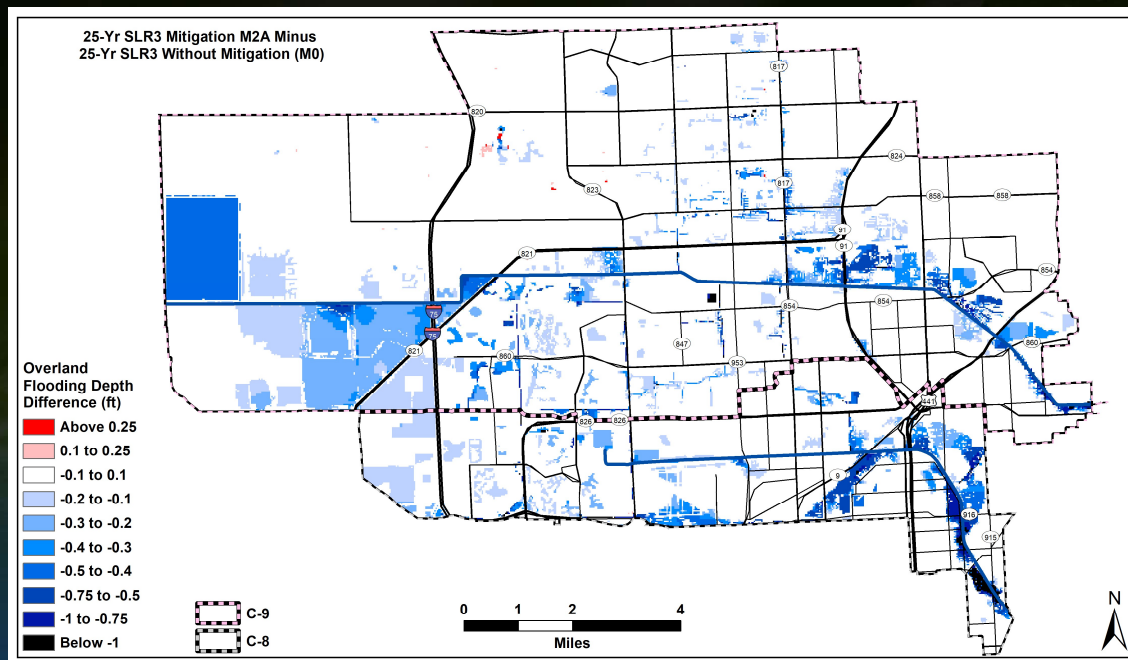 25-Yr SLR3 Mitigation M2A Minus
25-Yr SLR3 Without Mitigation (M0)
817
820
824
823
817
858
858
91
91
821
854
75
75
854
854
821
860
847
953
860
826
826
441
9
916
915
Overland
Flooding Depth
Difference (ft)
Above 0.25
0.1 to 0.25
-0.1 to 0.1
-0.2 to -0.1
-0.3 to -0.2
-0.4 to -0.3
-0.5 to -0.4
-0.75 to -0.5
-1 to -0.75
Below -1
C-9
C-8
0 1 2 4
Miles
N